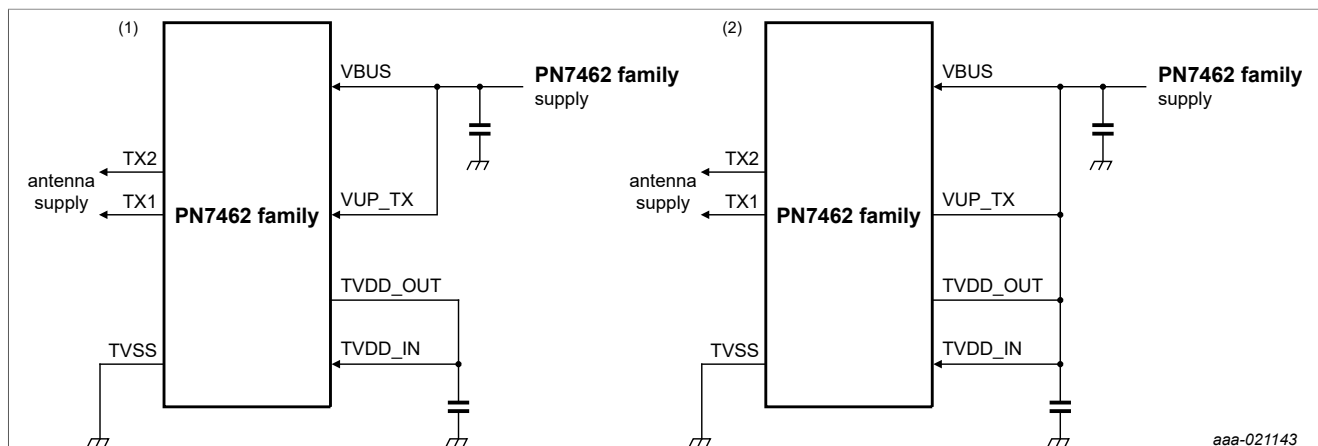 (1)
VBUS
PN7462 family
supply
TX2
antenna
supply
TX1
PN7462 family
VUP_TX
TVDD_OUT
TVSS
TVDD_IN
(2)
VBUS
PN7462 family
supply
TX2
antenna
supply
TX1
PN7462 family
VUP_TX
TVDD_OUT
TVSS
TVDD_IN
aaa-021143